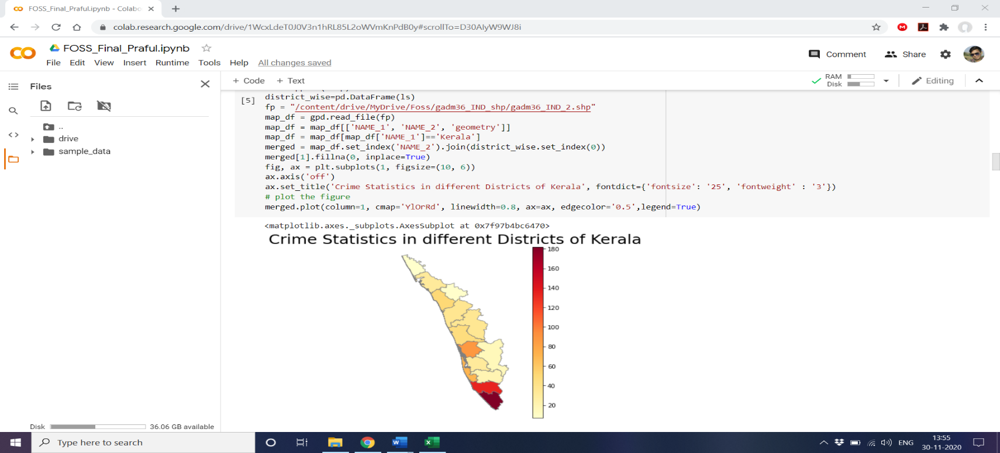 FOSS_Final_Praful.ipynb - Colabo
colab.research.google.com/drive/1WcxLdeT0J0V3n1hRL85L2oWVmKnPdB0y#scrollTo=D30AIyW9WJ8i
FOSS_Final_Praful.ipynb
Comment
Share
File Edit View Insert Runtime Tools Help All changes saved
Files
+ Code + Text
RAM
Disk
Editing
..
drive
sample_data
[5]
district_wise=pd.DataFrame(ls)
fp = "/content/drive/MyDrive/Foss/gadm36_IND_shp/gadm36_IND_2.shp"
map_df = gpd.read_file(fp)
map_df = map_df[['NAME_1', 'NAME_2', 'geometry']]
map_df = map_df[map_df['NAME_1']=='Kerala']
merged = map_df.set_index('NAME_2').join(district_wise.set_index(0))
merged[1].fillna(0, inplace=True)
fig, ax = plt.subplots(1, figsize=(10, 6))
ax.axis('off')
ax.set_title('Crime Statistics in different Districts of Kerala', fontdict={'fontsize': '25', 'fontweight' : '3'})
# plot the figure
merged.plot(column=1, cmap='YlOrRd', linewidth=0.8, ax=ax, edgecolor='0.5',legend=True)
<matplotlib.axes._subplots.AxesSubplot at 0x7f97b4bc6470>
Crime Statistics in different Districts of Kerala
180
160
140
120
100
80
60
40
20
Disk 36.06 GB available
Type here to search
ENG
13:55
30-11-2020